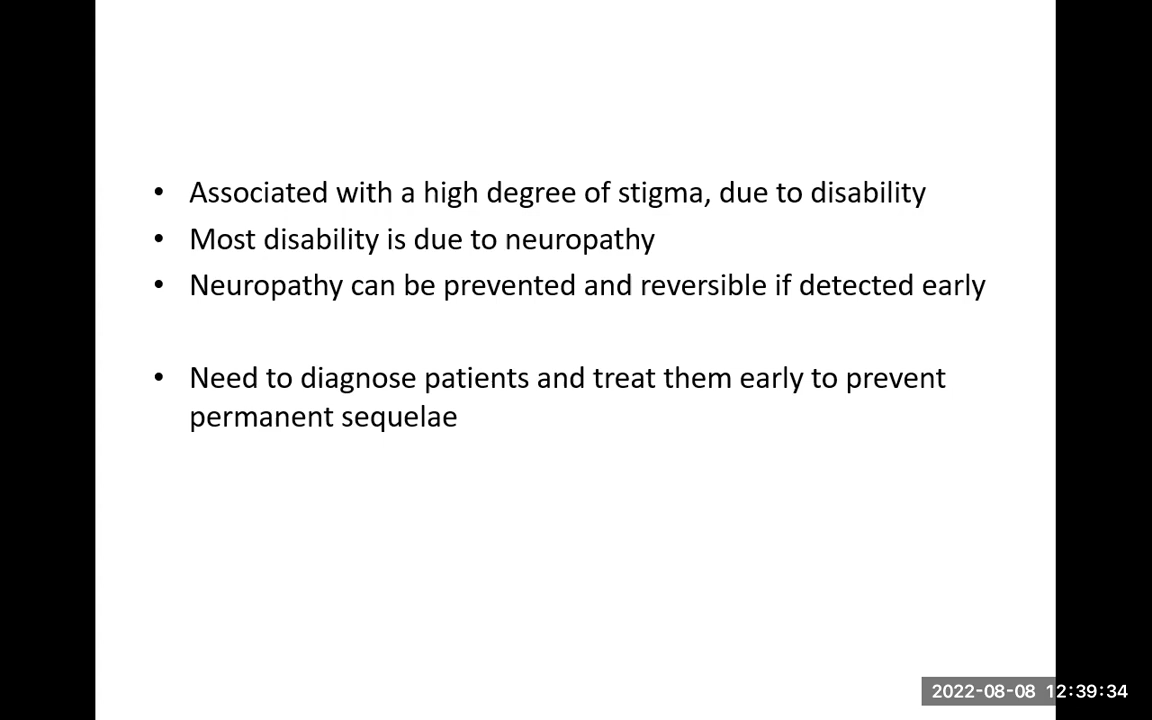 • Associated with a high degree of stigma, due to disability
• Most disability is due to neuropathy
• Neuropathy can be prevented and reversible if detected early
• Need to diagnose patients and treat them early to prevent
permanent sequelae
2022-08-08 12:39:34